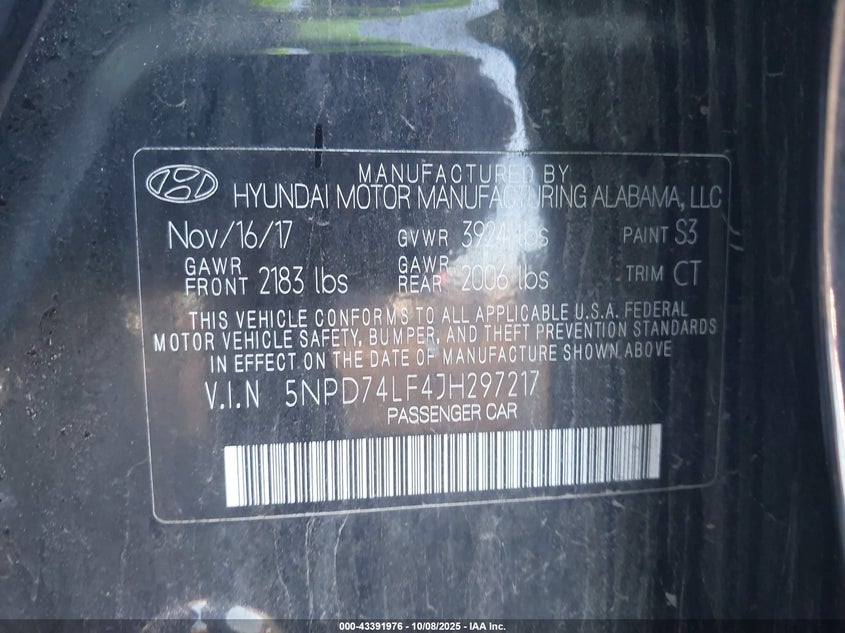 MANUFACTURED BY
HYUNDAI MOTOR MANUFACTURING ALABAMA, LLC
Nov/16/17 GVWR 3924 lbs PAINT S3
GAWR FRONT 2183 lbs GAWR REAR 2006 lbs TRIM CT
THIS VEHICLE CONFORMS TO ALL APPLICABLE U.S.A. FEDERAL
MOTOR VEHICLE SAFETY, BUMPER, AND THEFT PREVENTION STANDARDS
IN EFFECT ON THE DATE OF MANUFACTURE SHOWN ABOVE.
V.I.N 5NPD74LF4JH297217
PASSENGER CAR
000-43391976 | 10/08/2025 - IAA Inc.